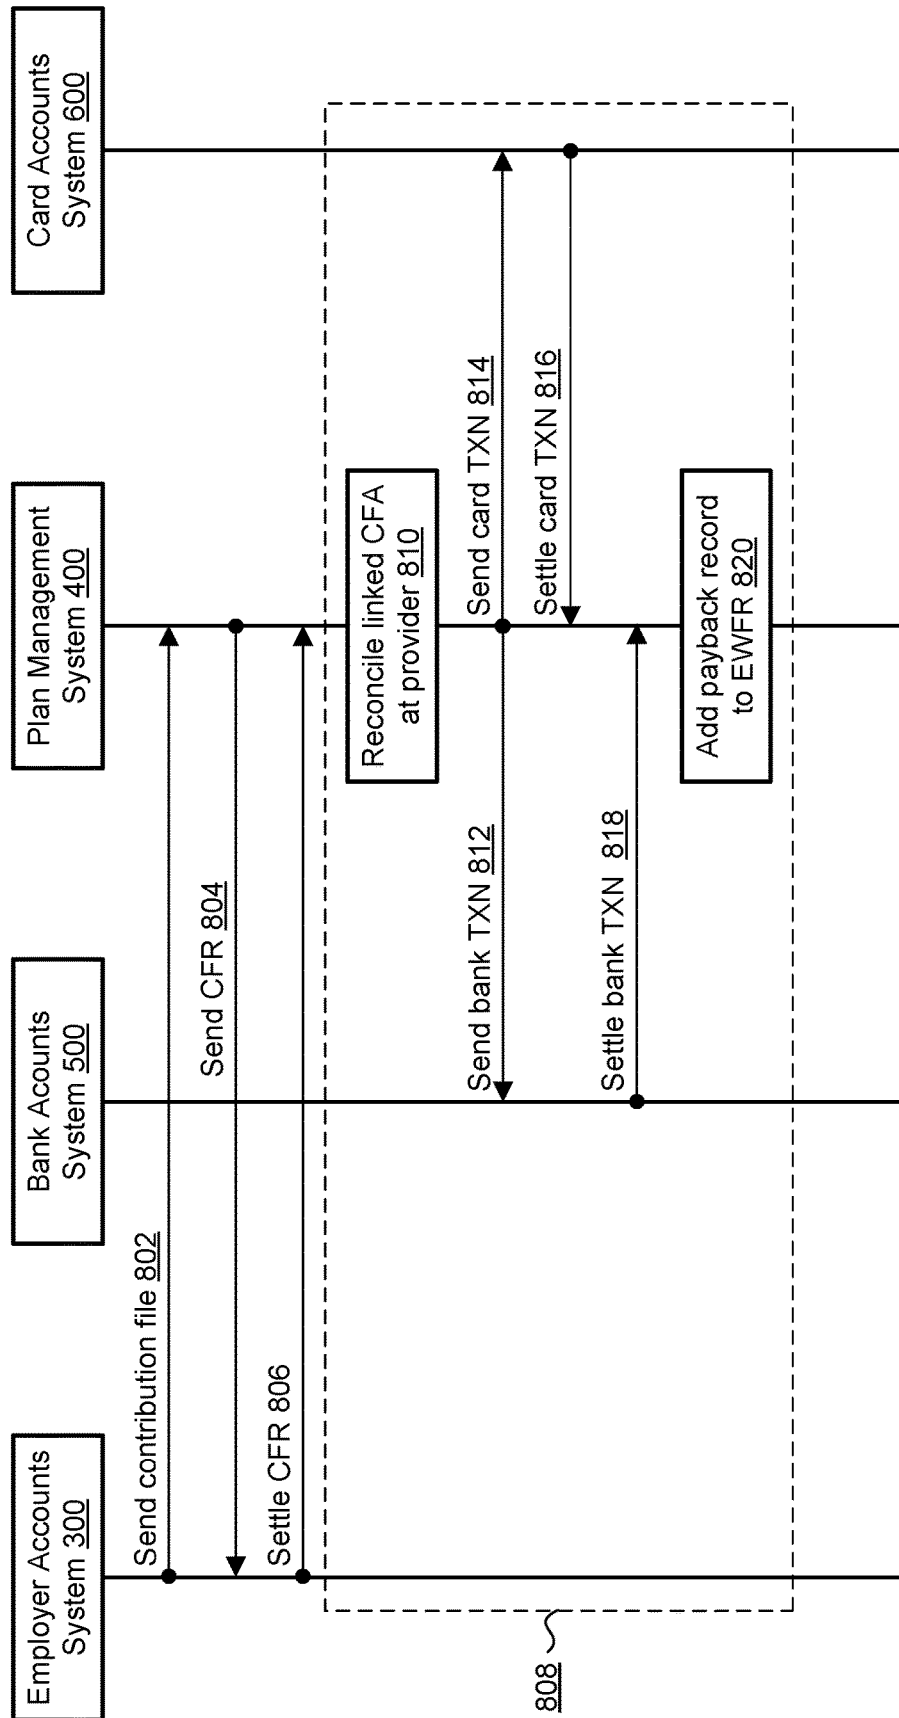 Employer Accounts
System 300
Bank Accounts
System 500
Plan Management
System 400
Card Accounts
System 600
Send contribution file 802
Send CFR 804
Settle CFR 806
808
Reconcile linked CFA
at provider 810
Send bank TXN 812
Send card TXN 814
Settle card TXN 816
Settle bank TXN 818
Add payback record
to EWFR 820